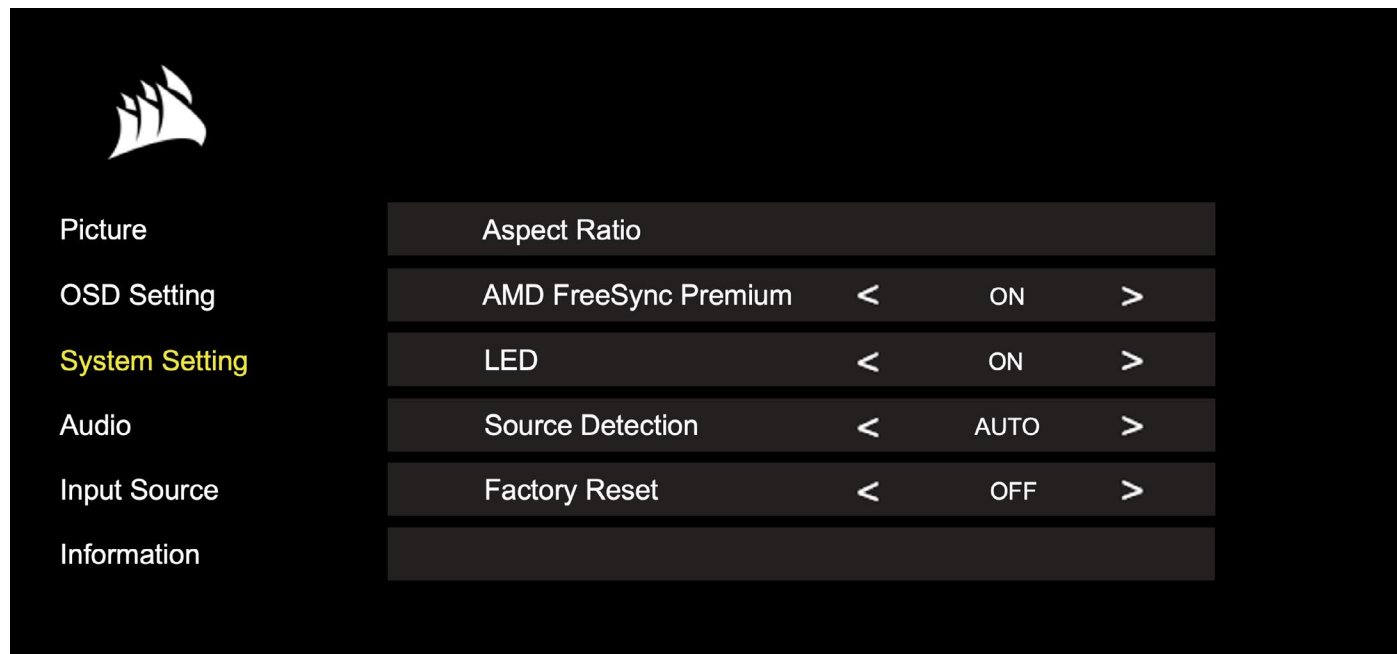 Picture
Aspect Ratio
OSD Setting
AMD FreeSync Premium < ON >
System Setting
LED < ON >
Audio
Source Detection < AUTO >
Input Source
Factory Reset < OFF >
Information